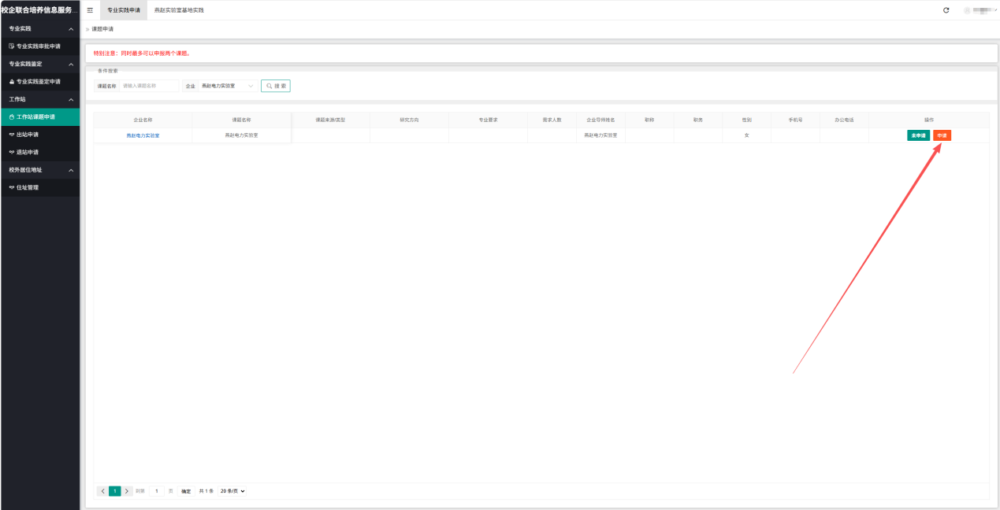 校企联合培养信息服务...
专业实践申请 燕赵实验室基地实践
专业实践
专业实践审批申请
专业实践鉴定
专业实践鉴定申请
工作站
工作站课题申请
出站申请
退站申请
校外居住地址
住址管理
» 课题申请
特别注意：同时最多可以申报两个课题。
条件搜索
课题名称 请输入课题名称 企业 燕赵电力实验室 搜 索
企业名称 课题名称 课题来源/类型 研究方向 专业要求 需求人数 企业导师姓名 职称 职务 性别 手机号 办公电话 操作
燕赵电力实验室 燕赵电力实验室 燕赵电力实验室 女 未申请 申请
1 到第 1 页 确定 共 1 条 20 条/页